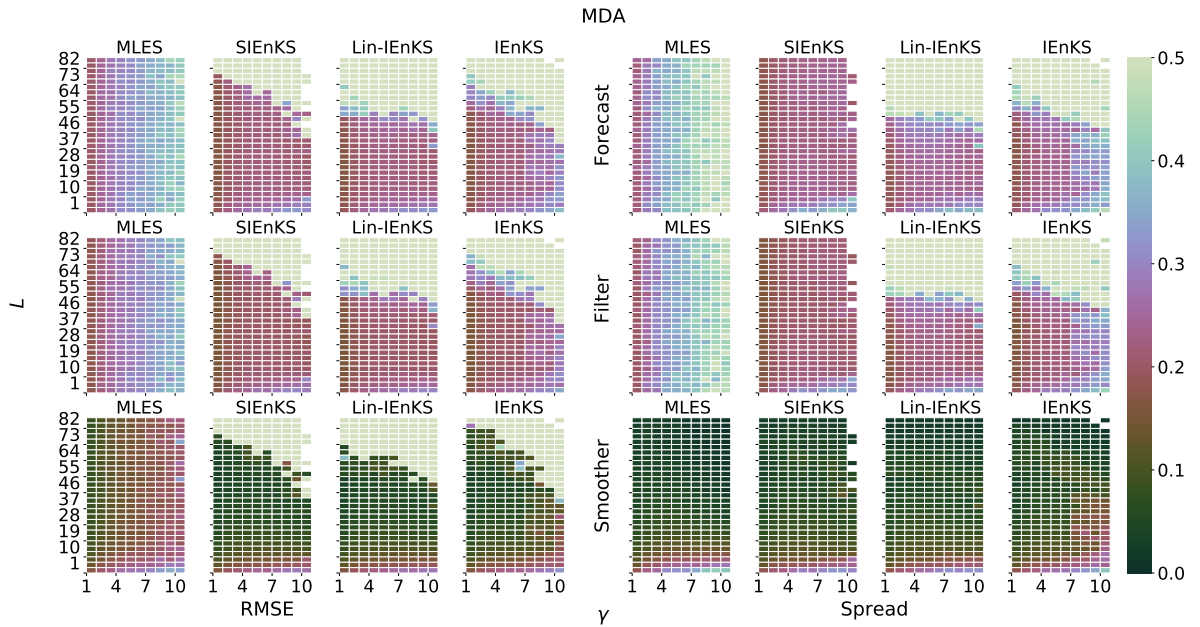 MDA
MLES SIEnKS Lin-IEnKS IEnKS MLES SIEnKS Lin-IEnKS IEnKS
82 73 64 55 46 37 28 19 10 1
Forecast
MLES SIEnKS Lin-IEnKS IEnKS MLES SIEnKS Lin-IEnKS IEnKS
82 73 64 55 46 37 28 19 10 1
L
Filter
MLES SIEnKS Lin-IEnKS IEnKS MLES SIEnKS Lin-IEnKS IEnKS
82 73 64 55 46 37 28 19 10 1
Smoother
1 4 7 10 1 4 7 10 1 4 7 10 1 4 7 10 1 4 7 10 1 4 7 10 1 4 7 10 1 4 7 10
RMSE γ Spread
0.5
0.4
0.3
0.2
0.1
0.0